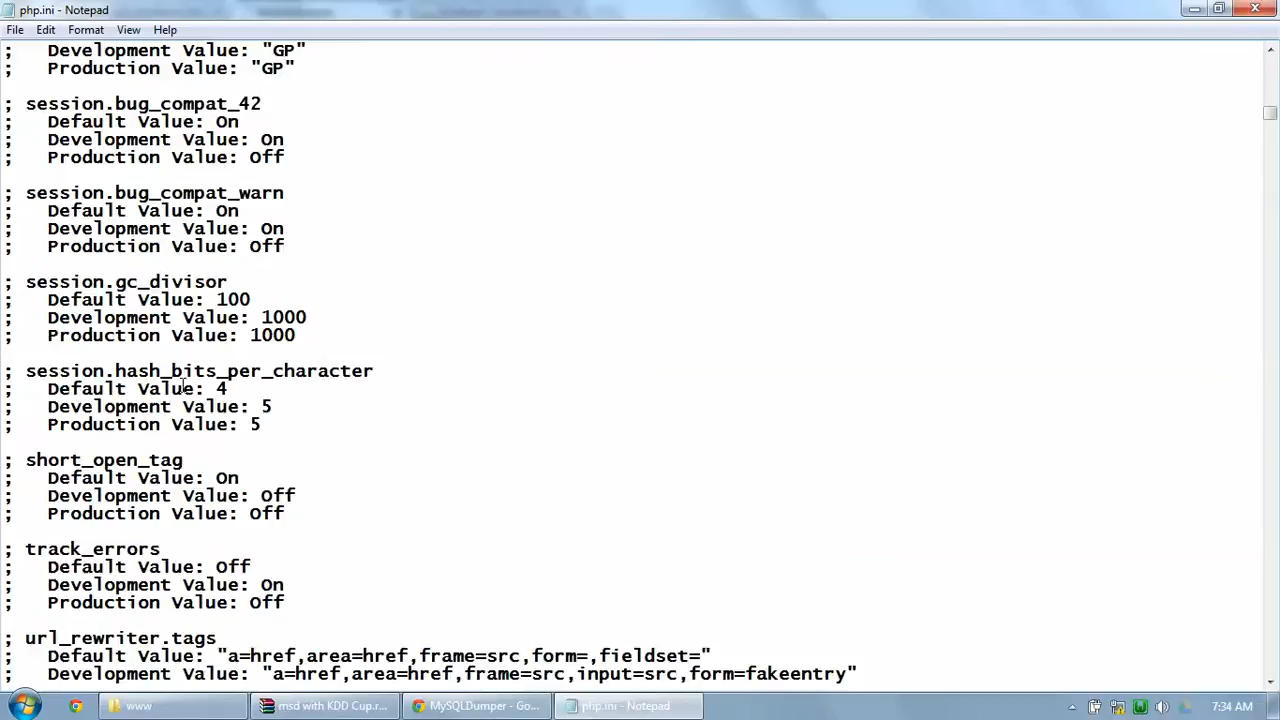 php.ini - Notepad
File Edit Format View Help
; Development Value: "GP"
; Production Value: "GP"
; session.bug_compat_42
; Default Value: On
; Development Value: On
; Production Value: Off
; session.bug_compat_warn
; Default Value: On
; Development Value: On
; Production Value: Off
; session.gc_divisor
; Default Value: 100
; Development Value: 1000
; Production Value: 1000
; session.hash_bits_per_character
; Default Value: 4
; Development Value: 5
; Production Value: 5
; short_open_tag
; Default Value: On
; Development Value: Off
; Production Value: Off
; track_errors
; Default Value: Off
; Development Value: On
; Production Value: Off
; url_rewriter.tags
; Default Value: "a=href,area=href,frame=src,form=,fieldset="
; Development Value: "a=href,area=href,frame=src,input=src,form=fakeentry"
www msd with KDD Cup.r... MySQLDumper - Go... php.ini - Notepad 7:34 AM